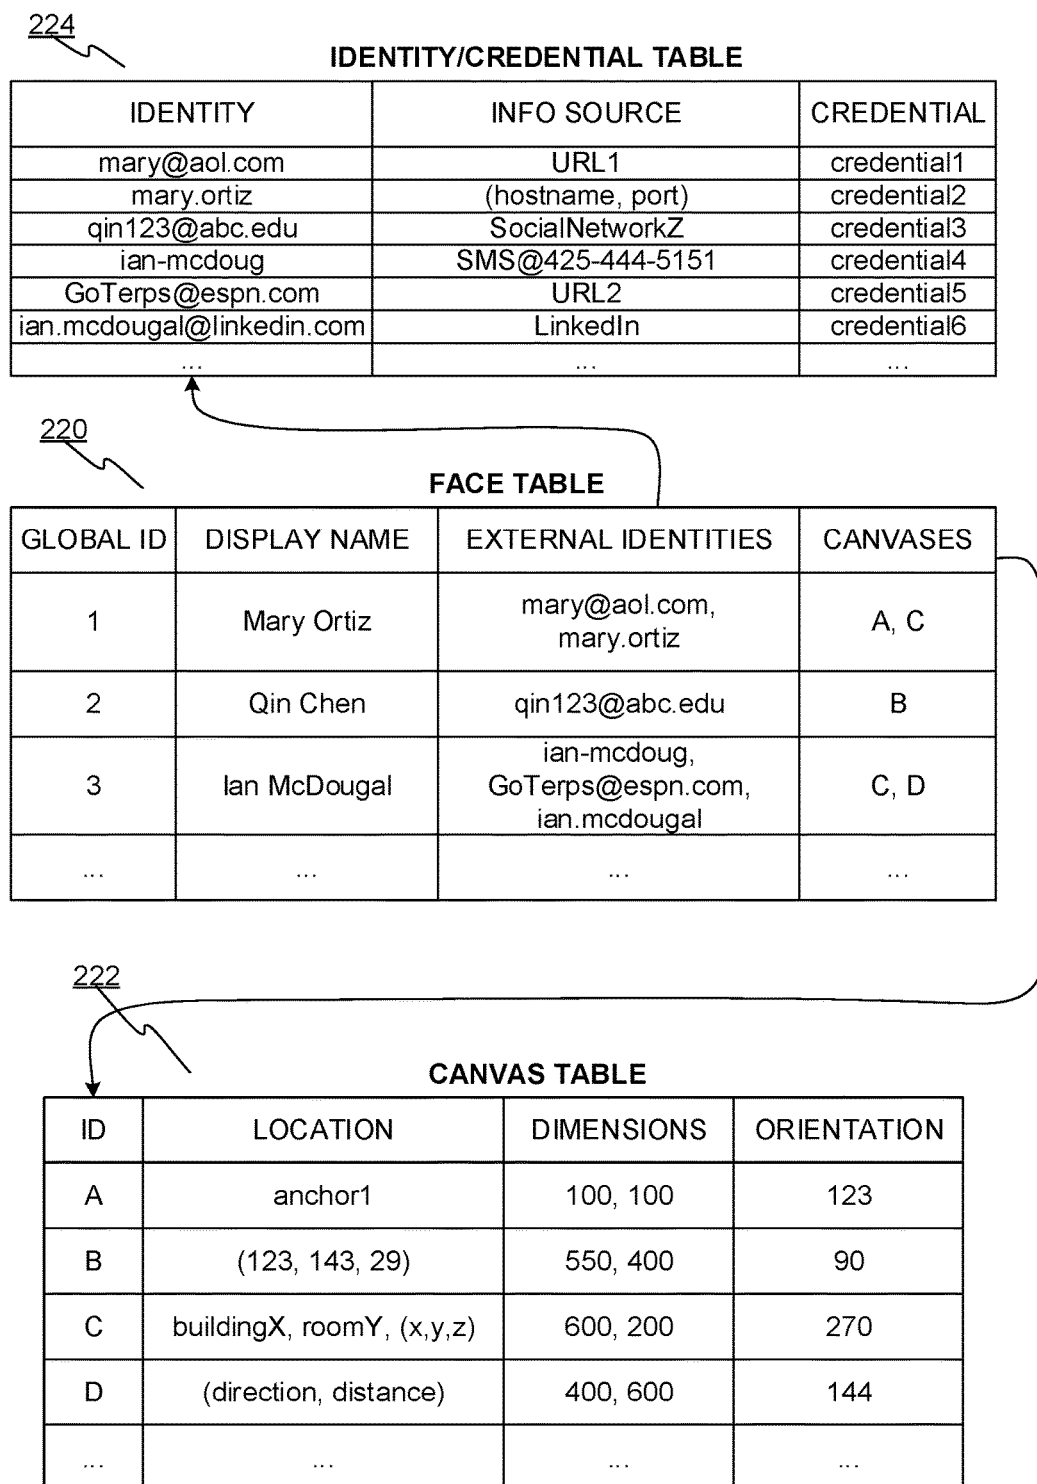 224
IDENTITY/CREDENTIAL TABLE
IDENTITY INFO SOURCE CREDENTIAL
mary@aol.com URL1 credential1
mary.ortiz (hostname, port) credential2
qin123@abc.edu SocialNetworkZ credential3
ian-mcdoug SMS@425-444-5151 credential4
GoTerps@espn.com URL2 credential5
ian.mcdougal@linkedin.com LinkedIn credential6
... ... ...
220
FACE TABLE
GLOBAL ID DISPLAY NAME EXTERNAL IDENTITIES CANVASES
1 Mary Ortiz mary@aol.com, A, C
mary.ortiz
2 Qin Chen qin123@abc.edu B
ian-mcdoug,
3 Ian McDougal GoTerps@espn.com, C, D
ian.mcdougal
... ... ... ...
222
CANVAS TABLE
ID LOCATION DIMENSIONS ORIENTATION
A anchor1 100, 100 123
B (123, 143, 29) 550, 400 90
C buildingX, roomY, (x,y,z) 600, 200 270
D (direction, distance) 400, 600 144
... ... ... ...